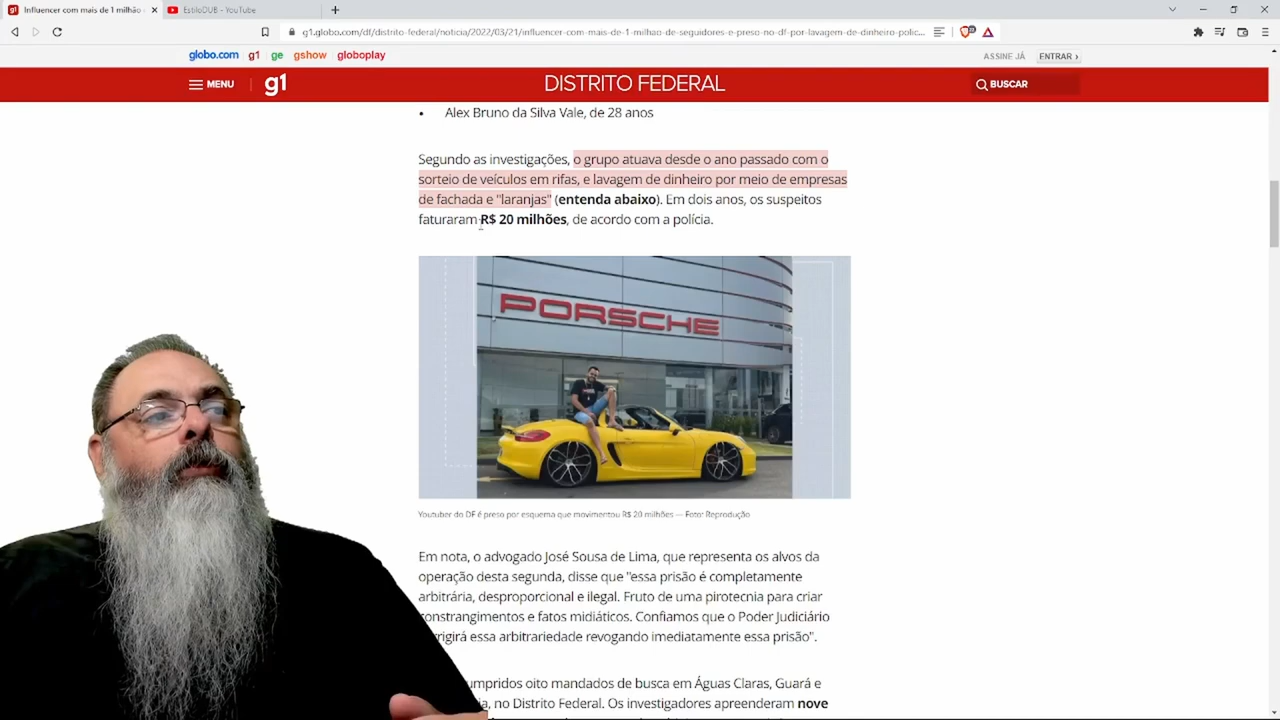 Influencer com mais de 1 milhão
EstiloDUB - YouTube
g1.globo.com/df/distrito-federal/noticia/2022/03/21/influencer-com-mais-de-1-milhao-de-seguidores-e-preso-no-df-por-lavagem-de-dinheiro-polic...
globo.com g1 ge gshow globoplay
ASSINE JÁ ENTRAR ›
MENU g1 DISTRITO FEDERAL BUSCAR
• Alex Bruno da Silva Vale, de 28 anos
Segundo as investigações, o grupo atuava desde o ano passado com o
sorteio de veículos em rifas, e lavagem de dinheiro por meio de empresas
de fachada e "laranjas" (entenda abaixo). Em dois anos, os suspeitos
faturaram R$ 20 milhões, de acordo com a polícia.
PORSCHE
Youtuber do DF é preso por esquema que movimentou R$ 20 milhões — Foto: Reprodução
Em nota, o advogado José Sousa de Lima, que representa os alvos da
operação desta segunda, disse que "essa prisão é completamente
arbitrária, desproporcional e ilegal. Fruto de uma pirotecnia para criar
constrangimentos e fatos midiáticos. Confiamos que o Poder Judiciário
rrigirá essa arbitrariedade revogando imediatamente essa prisão".
umpridos oito mandados de busca em Águas Claras, Guará e
ia, no Distrito Federal. Os investigadores apreenderam nove